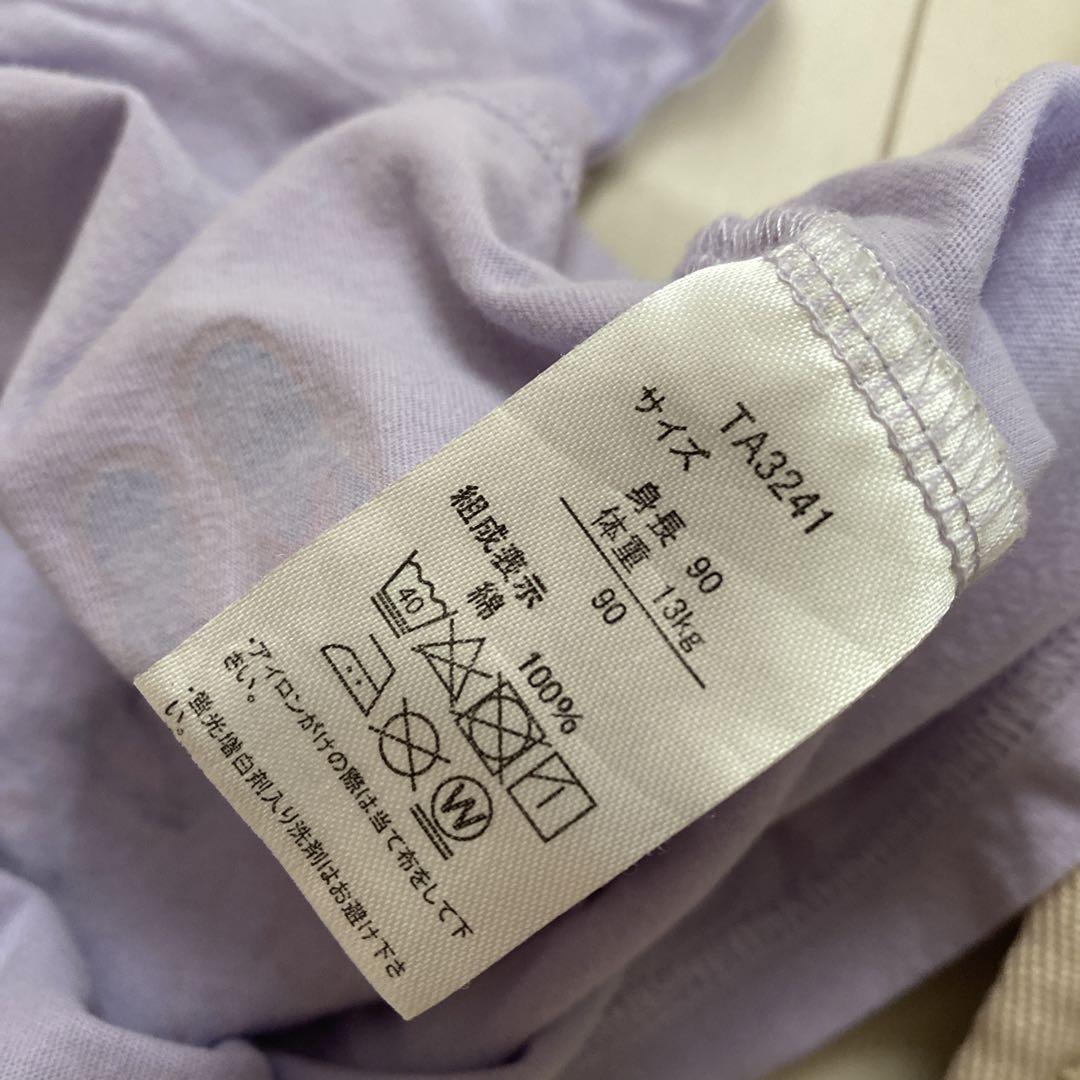 TA3241
サイズ
身長 90
体重 13kg
90
組成表示
綿 100%
40
W
・アイロンがけの際は当て布をして下
さい。
・蛍光増白剤入り洗剤はお避け下さ
い。